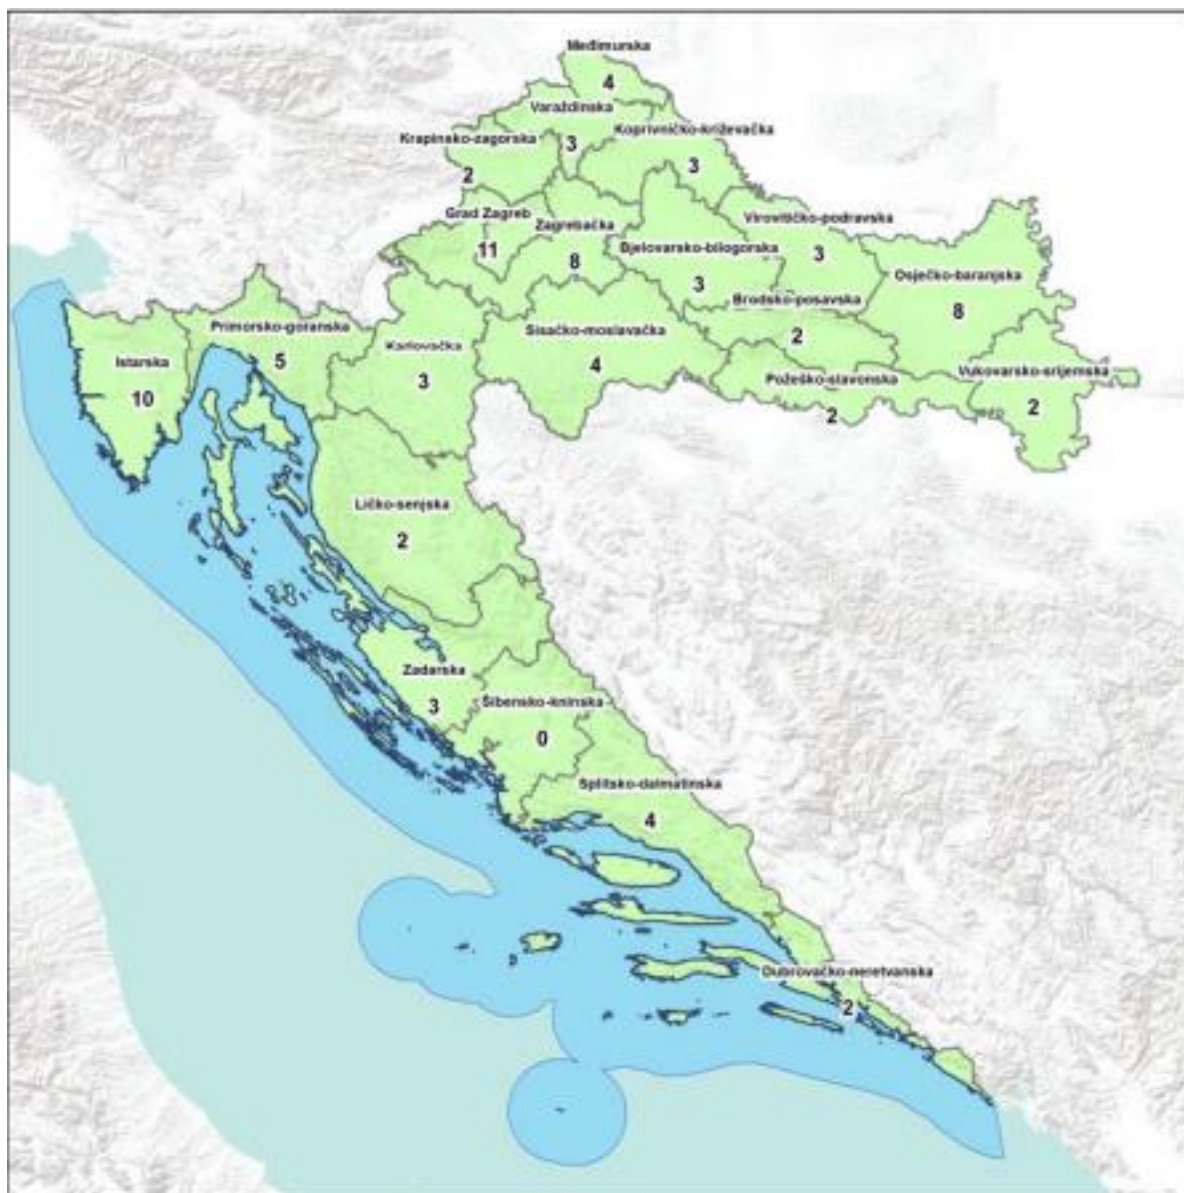 Međimurska
4
Varaždinska
3
Koprivničko-križevačka
3
Krapinsko-zagorska
2
Grad Zagreb
11
Zagrebačka
8
Bjelovarsko-bilogorska
3
Virovitičko-podravska
3
Osječko-baranjska
8
Brodsko-posavska
2
Požeško-slavonska
2
Vukovarsko-srijemska
2
Sisačko-moslavačka
4
Karlovačka
3
Primorsko-goranska
5
Istarska
10
Ličko-senjska
2
Zadarska
3
Šibensko-kninska
0
Splitsko-dalmatinska
4
Dubrovačko-neretvanska
2